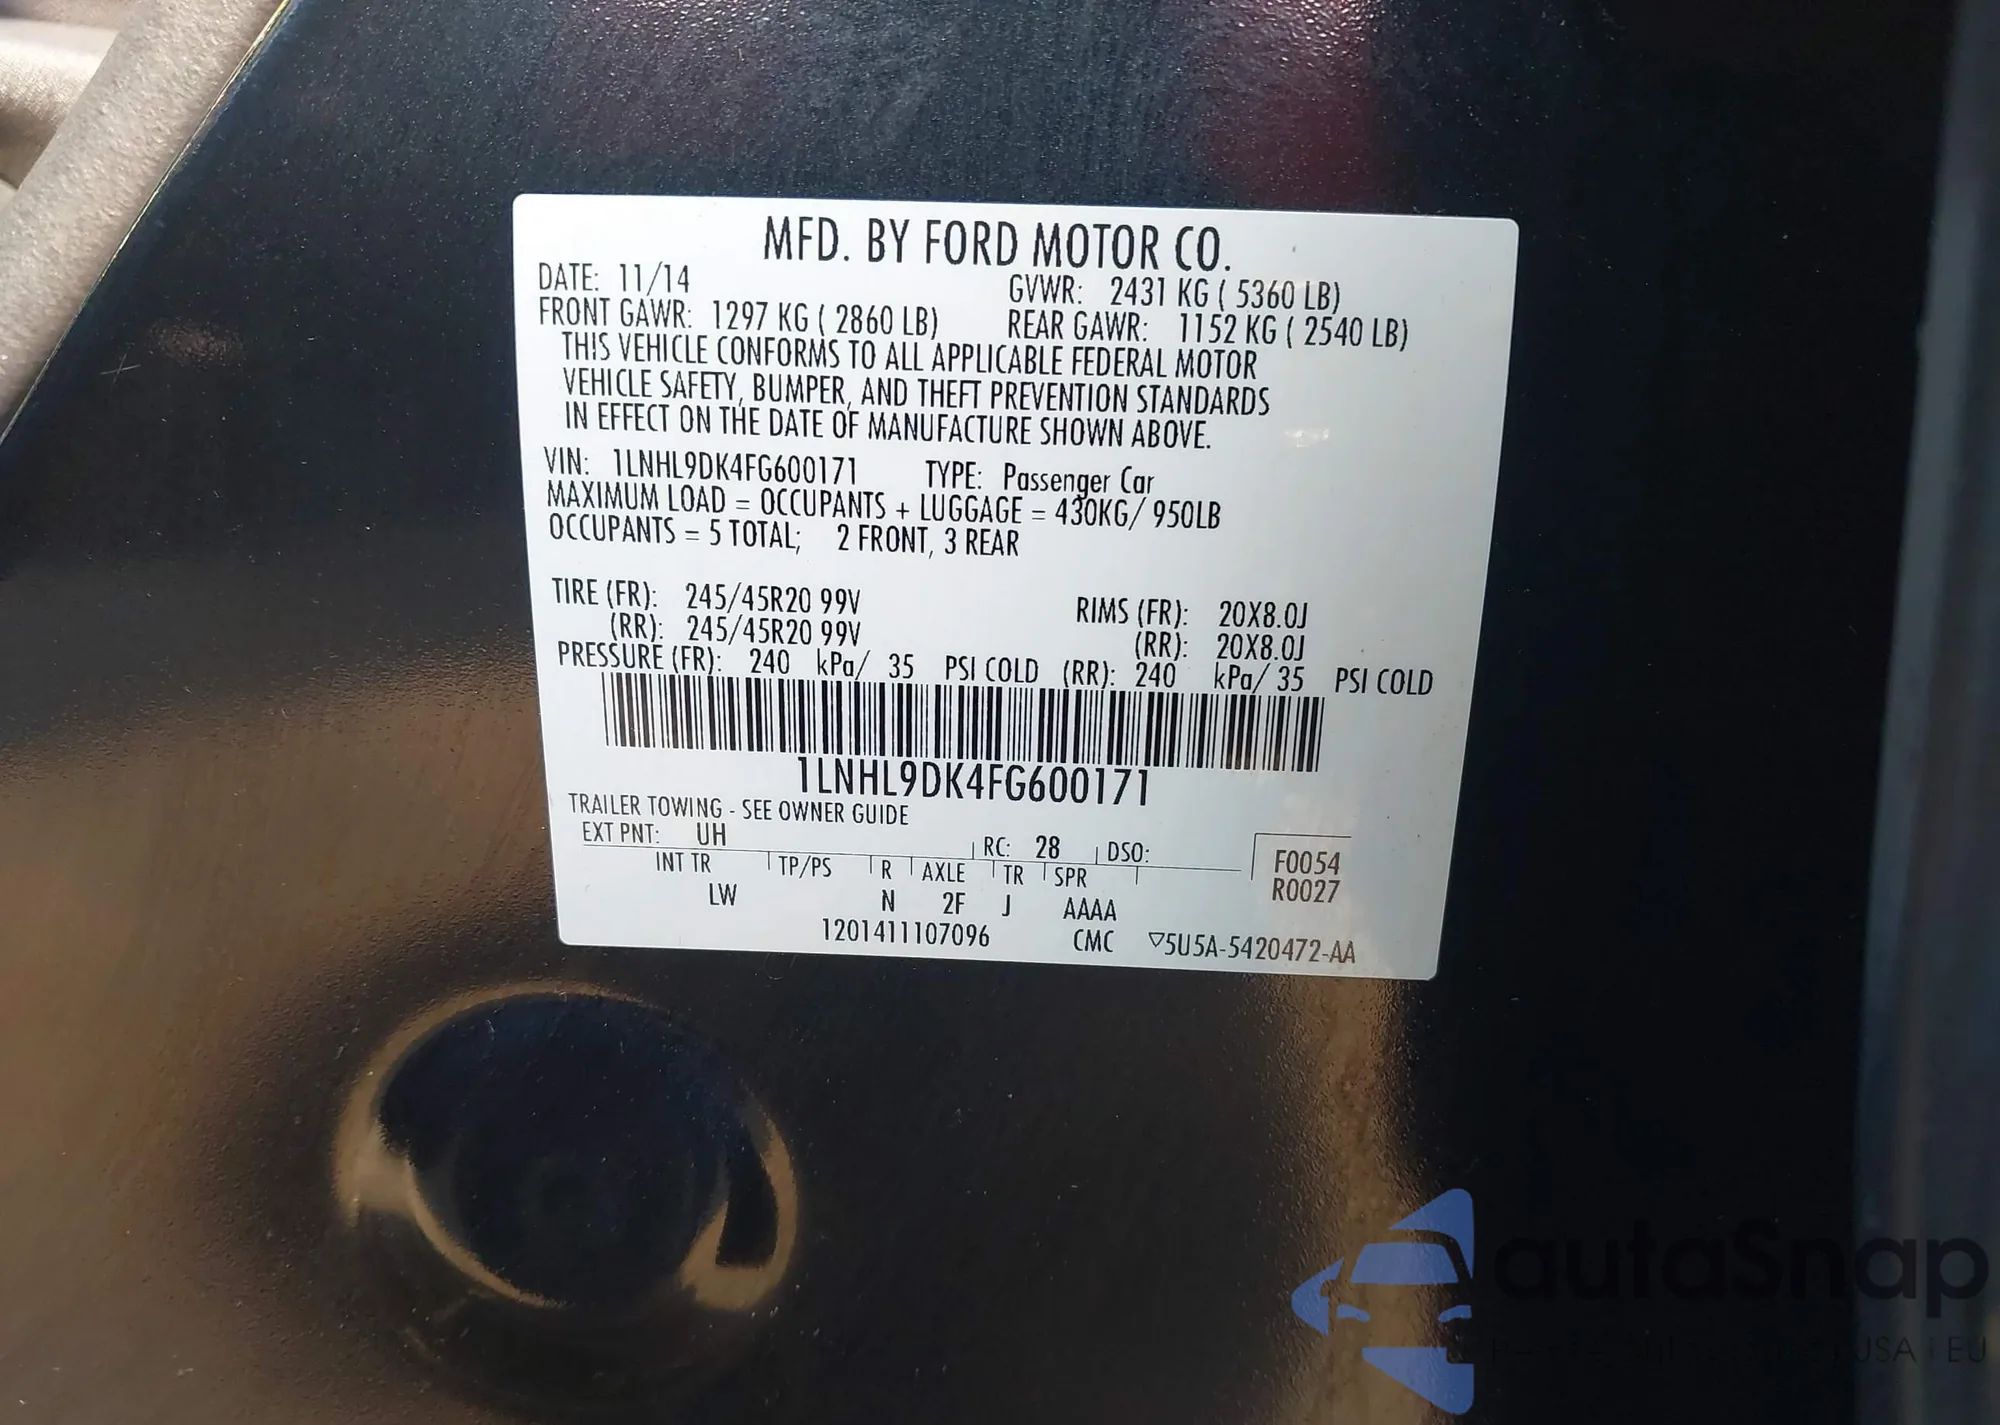 MFD. BY FORD MOTOR CO.
DATE: 11/14 GVWR: 2431 KG ( 5360 LB)
FRONT GAWR: 1297 KG ( 2860 LB) REAR GAWR: 1152 KG ( 2540 LB)
THIS VEHICLE CONFORMS TO ALL APPLICABLE FEDERAL MOTOR
VEHICLE SAFETY, BUMPER, AND THEFT PREVENTION STANDARDS
IN EFFECT ON THE DATE OF MANUFACTURE SHOWN ABOVE.
VIN: 1LNHL9DK4FG600171 TYPE: Passenger Car
MAXIMUM LOAD = OCCUPANTS + LUGGAGE = 430KG/ 950LB
OCCUPANTS = 5 TOTAL; 2 FRONT, 3 REAR
TIRE (FR): 245/45R20 99V RIMS (FR): 20X8.0J
(RR): 245/45R20 99V (RR): 20X8.0J
PRESSURE (FR): 240 kPa/ 35 PSI COLD (RR): 240 kPa/ 35 PSI COLD
1LNHL9DK4FG600171
TRAILER TOWING - SEE OWNER GUIDE
EXT PNT: UH RC: 28 DSO:
INT TR TP/PS R AXLE TR SPR F0054
LW N 2F J AAAA R0027
1201411107096 CMC ▽5U5A-5420472-AA
autaSnap
USA i EU